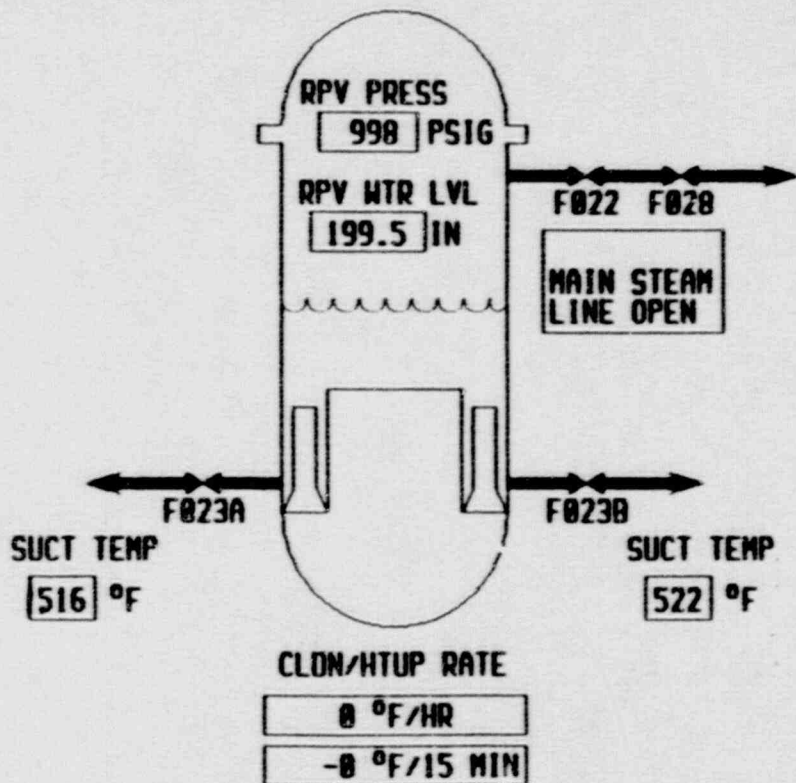 RPV PRESS
998 PSIG
RPV WTR LVL
199.5 IN
F022 F028
MAIN STEAM
LINE OPEN
F023A
F023B
SUCT TEMP
516 °F
SUCT TEMP
522 °F
CLDN/HTUP RATE
0 °F/HR
-0 °F/15 MIN